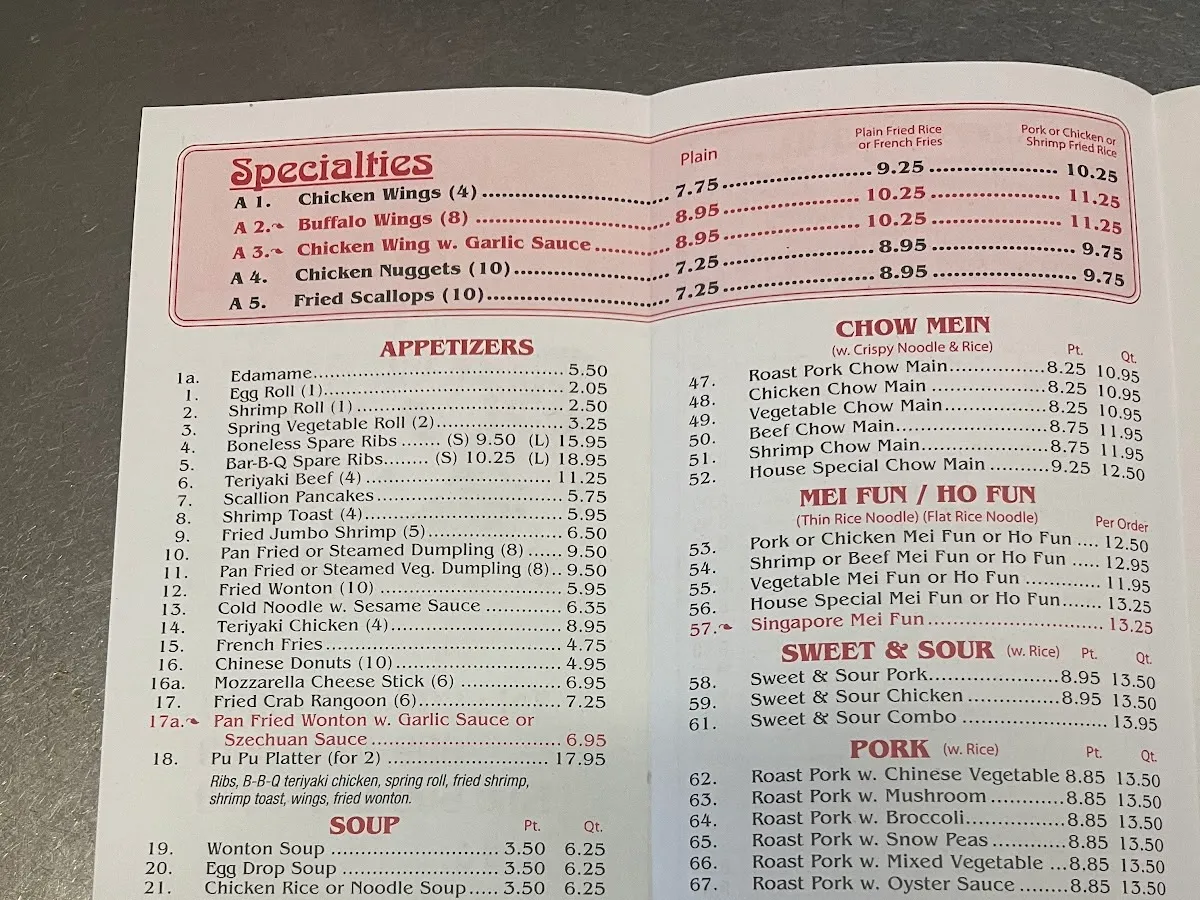 Specialties Plain Plain Fried Rice or French Fries Pork or Chicken or Shrimp Fried Rice
A 1. Chicken Wings (4) 7.75 9.25 10.25
A 2. Buffalo Wings (8) 8.95 10.25 11.25
A 3. Chicken Wing w. Garlic Sauce 8.95 10.25 11.25
A 4. Chicken Nuggets (10) 7.25 8.95 9.75
A 5. Fried Scallops (10) 7.25 8.95 9.75
APPETIZERS
1a. Edamame 5.50
1. Egg Roll (1) 2.05
2. Shrimp Roll (1) 2.50
3. Spring Vegetable Roll (2) 3.25
4. Boneless Spare Ribs (S) 9.50 (L) 15.95
5. Bar-B-Q Spare Ribs (S) 10.25 (L) 18.95
6. Teriyaki Beef (4) 11.25
7. Scallion Pancakes 5.75
8. Shrimp Toast (4) 5.95
9. Fried Jumbo Shrimp (5) 6.50
10. Pan Fried or Steamed Dumpling (8) 9.50
11. Pan Fried or Steamed Veg. Dumpling (8) 9.50
12. Fried Wonton (10) 5.95
13. Cold Noodle w. Sesame Sauce 6.35
14. Teriyaki Chicken (4) 8.95
15. French Fries 4.75
16. Chinese Donuts (10) 4.95
16a. Mozzarella Cheese Stick (6) 6.95
17. Fried Crab Rangoon (6) 7.25
17a. Pan Fried Wonton w. Garlic Sauce or
Szechuan Sauce 6.95
18. Pu Pu Platter (for 2) 17.95
Ribs, B-B-Q teriyaki chicken, spring roll, fried shrimp,
shrimp toast, wings, fried wonton.
SOUP Pt. Qt.
19. Wonton Soup 3.50 6.25
20. Egg Drop Soup 3.50 6.25
21. Chicken Rice or Noodle Soup 3.50 6.25
CHOW MEIN
(w. Crispy Noodle & Rice) Pt. Qt.
47. Roast Pork Chow Main 8.25 10.95
48. Chicken Chow Main 8.25 10.95
49. Vegetable Chow Main 8.25 10.95
50. Beef Chow Main 8.75 11.95
51. Shrimp Chow Main 8.75 11.95
52. House Special Chow Main 9.25 12.50
MEI FUN / HO FUN
(Thin Rice Noodle) (Flat Rice Noodle) Per Order
53. Pork or Chicken Mei Fun or Ho Fun 12.50
54. Shrimp or Beef Mei Fun or Ho Fun 12.95
55. Vegetable Mei Fun or Ho Fun 11.95
56. House Special Mei Fun or Ho Fun 13.25
57. Singapore Mei Fun 13.25
SWEET & SOUR (w. Rice) Pt. Qt.
58. Sweet & Sour Pork 8.95 13.50
59. Sweet & Sour Chicken 8.95 13.50
61. Sweet & Sour Combo 13.95
PORK (w. Rice) Pt. Qt.
62. Roast Pork w. Chinese Vegetable 8.85 13.50
63. Roast Pork w. Mushroom 8.85 13.50
64. Roast Pork w. Broccoli 8.85 13.50
65. Roast Pork w. Snow Peas 8.85 13.50
66. Roast Pork w. Mixed Vegetable 8.85 13.50
67. Roast Pork w. Oyster Sauce 8.85 13.50